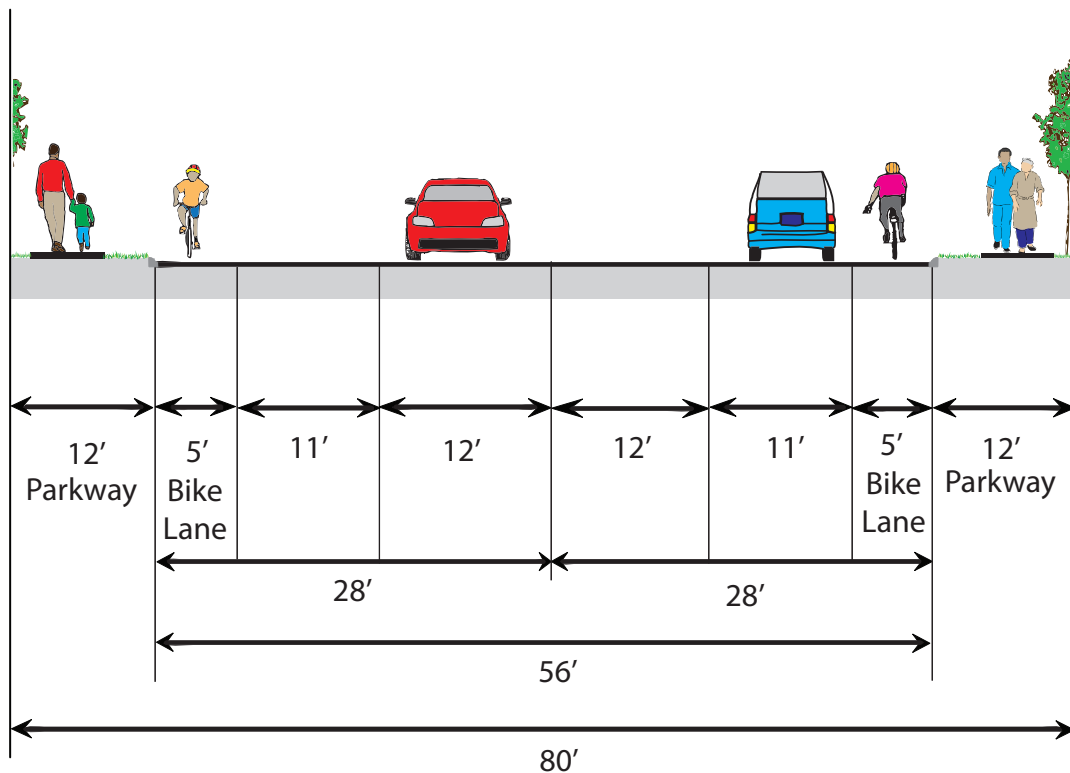 12’
Parkway
5’
Bike
Lane
11’
12’
12’
11’
5’
Bike
Lane
12’
Parkway
28’
28’
56’
80’